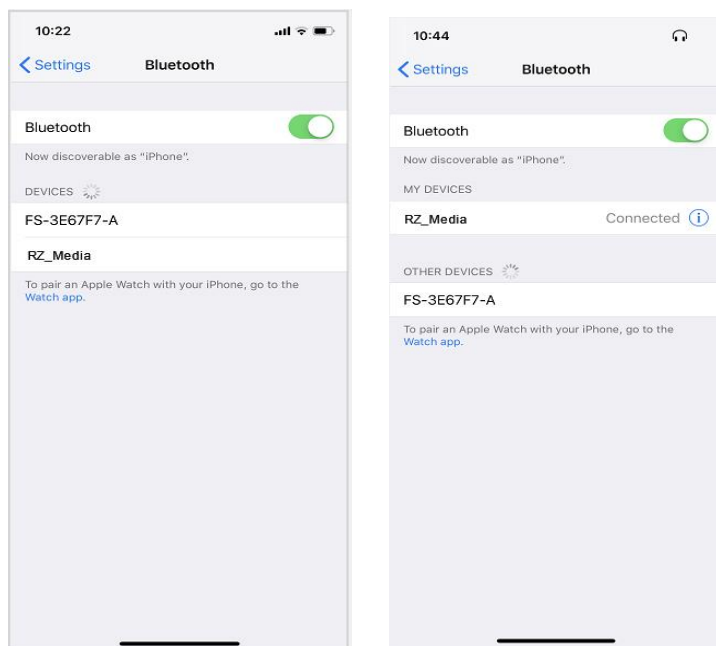 10:22
Settings Bluetooth
Bluetooth
Now discoverable as "iPhone".
DEVICES
FS-3E67F7-A
RZ_Media
To pair an Apple Watch with your iPhone, go to the
Watch app.
10:44
Settings Bluetooth
Bluetooth
Now discoverable as "iPhone".
MY DEVICES
RZ_Media Connected
OTHER DEVICES
FS-3E67F7-A
To pair an Apple Watch with your iPhone, go to the
Watch app.